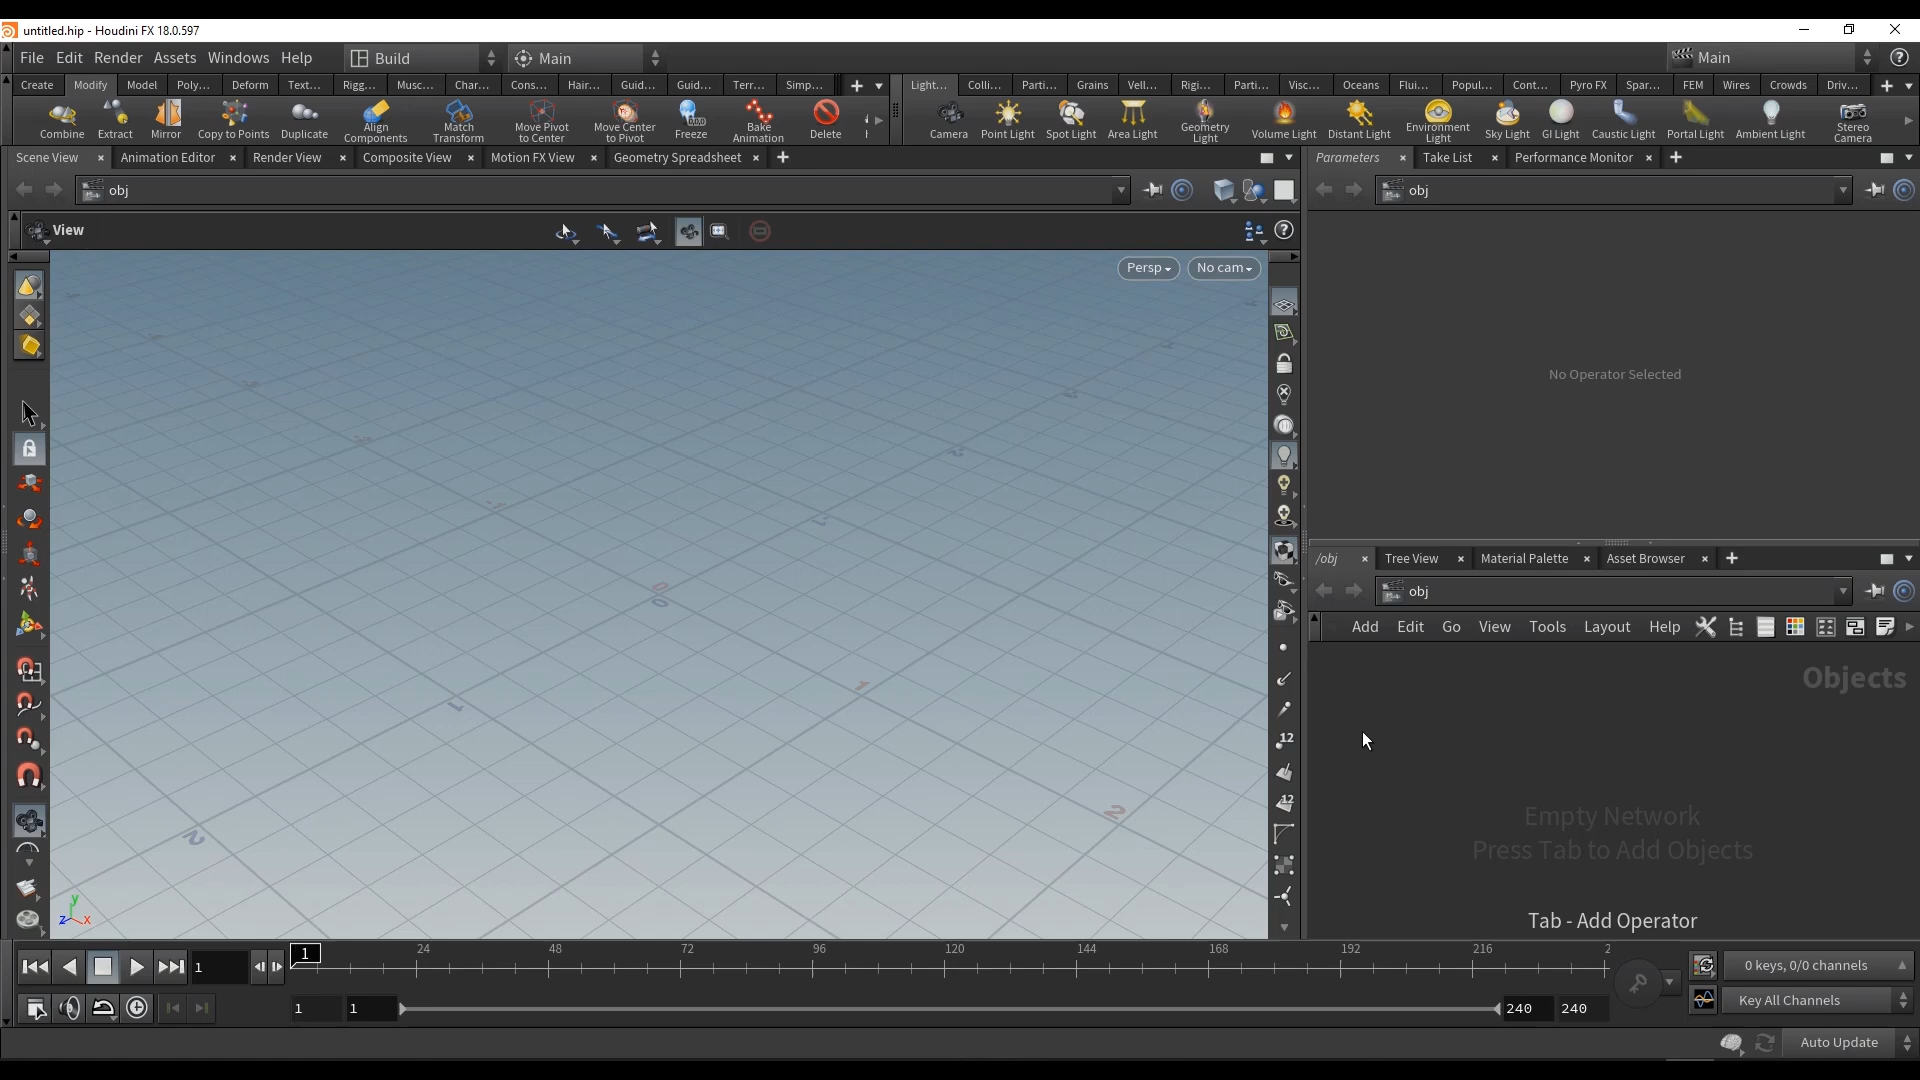 untitled.hip - Houdini FX 18.0.597
File Edit Render Assets Windows Help Build Main Main
Create Modify Model Poly... Deform Text... Rigg... Musc... Char... Cons... Hair... Guid... Guid... Terr... Simp...
Light... Colli... Parti... Grains Vell... Rigi... Parti... Visc... Oceans Flui... Popul... Cont... Pyro FX Spar... FEM Wires Crowds Driv...
Combine Extract Mirror Copy to Points Duplicate Align Components Match Transform Move Pivot to Center Move Center to Pivot Freeze Bake Animation Delete
Camera Point Light Spot Light Area Light Geometry Light Volume Light Distant Light Environment Light Sky Light GI Light Caustic Light Portal Light Ambient Light Stereo Camera
Scene View Animation Editor Render View Composite View Motion FX View Geometry Spreadsheet
Parameters Take List Performance Monitor
obj
obj
View
Persp No cam
No Operator Selected
/obj Tree View Material Palette Asset Browser
obj
Add Edit Go View Tools Layout Help
Objects
Empty Network
Press Tab to Add Objects
Tab - Add Operator
0
0
1
1
2
2
12
12
y
z x
1 1 24 48 72 96 120 144 168 192 216 2
0 keys, 0/0 channels
1 1 240 240
Key All Channels
Auto Update